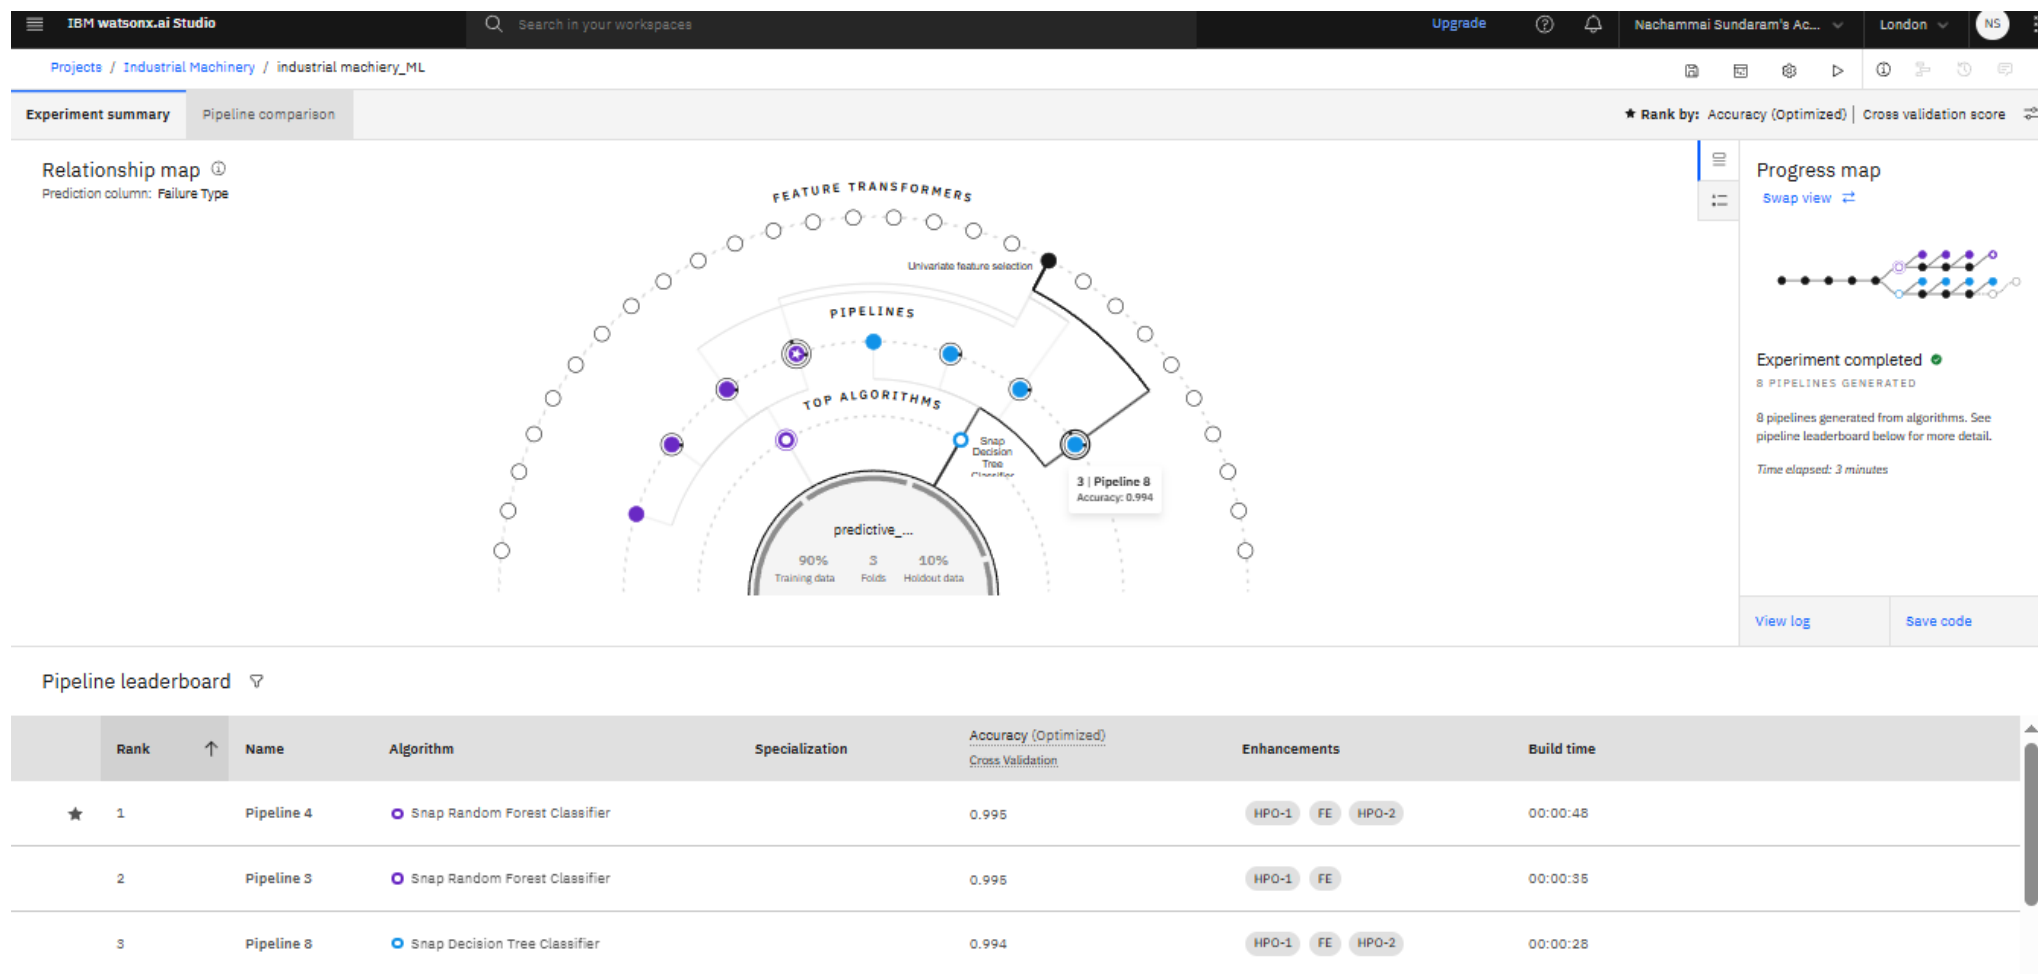 IBM watsonx.ai Studio
Search in your workspaces
Upgrade
Nachammai Sundaram's Ac...
London
NS
Projects / Industrial Machinery / industrial machiery_ML
Experiment summary
Pipeline comparison
Rank by: Accuracy (Optimized) | Cross validation score
Relationship map
Prediction column: Failure Type
FEATURE TRANSFORMERS
Univariate feature selection
PIPELINES
TOP ALGORITHMS
Snap
Decision
Tree
Classifier
3 | Pipeline 8
Accuracy: 0.994
predictive_...
90% 3 10%
Training data Folds Holdout data
Progress map
Swap view
Experiment completed
8 PIPELINES GENERATED
8 pipelines generated from algorithms. See
pipeline leaderboard below for more detail.
Time elapsed: 3 minutes
View log
Save code
Pipeline leaderboard
Rank Name Algorithm Specialization Accuracy (Optimized) Enhancements Build time
Cross Validation
1 Pipeline 4 Snap Random Forest Classifier 0.995 HPO-1 FE HPO-2 00:00:48
2 Pipeline 3 Snap Random Forest Classifier 0.995 HPO-1 FE 00:00:35
3 Pipeline 8 Snap Decision Tree Classifier 0.994 HPO-1 FE HPO-2 00:00:28